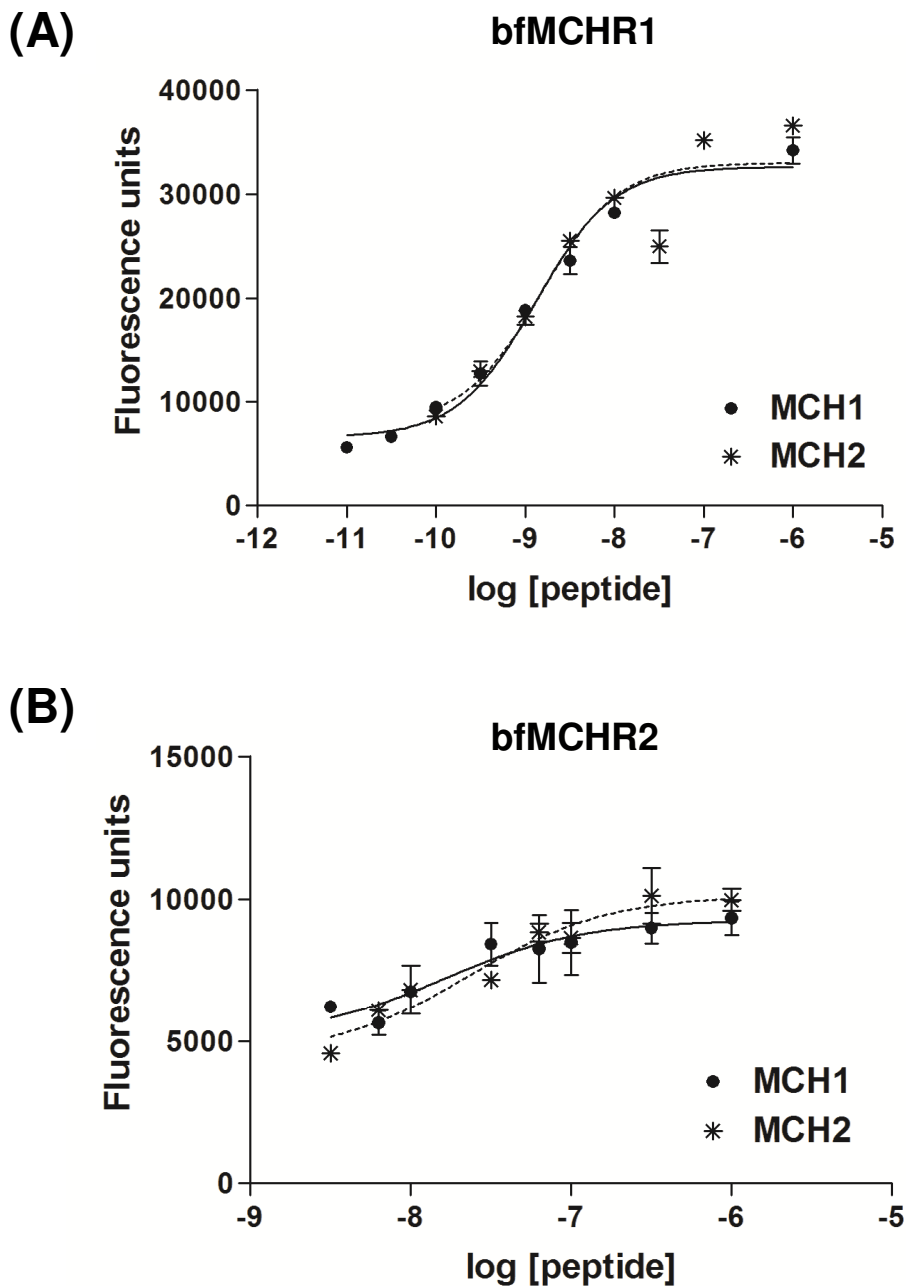 (A)
bfMCHR1
40000
30000
20000
10000
0
Fluorescence units
MCH1
MCH2
-12 -11 -10 -9 -8 -7 -6 -5
log [peptide]
(B)
bfMCHR2
15000
10000
5000
0
Fluorescence units
MCH1
MCH2
-9 -8 -7 -6 -5
log [peptide]